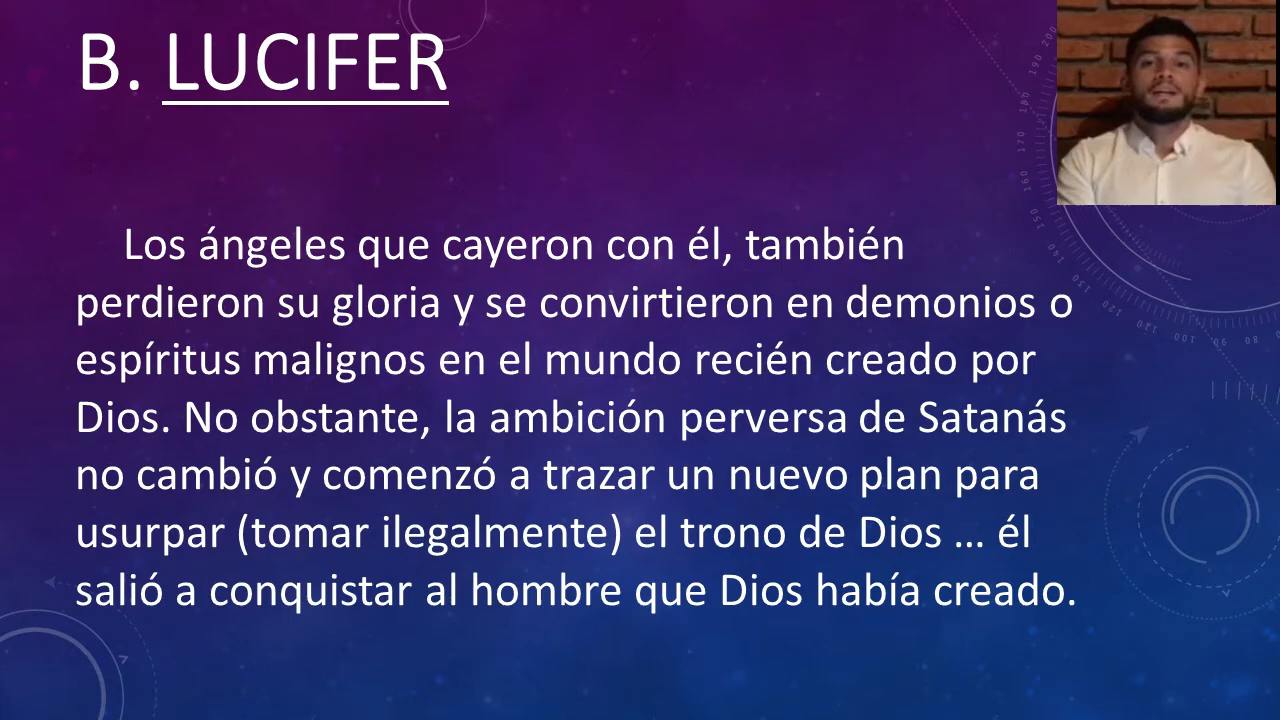 B. LUCIFER
Los ángeles que cayeron con él, también
perdieron su gloria y se convirtieron en demonios o
espíritus malignos en el mundo recién creado por
Dios. No obstante, la ambición perversa de Satanás
no cambió y comenzó a trazar un nuevo plan para
usurpar (tomar ilegalmente) el trono de Dios … él
salió a conquistar al hombre que Dios había creado.